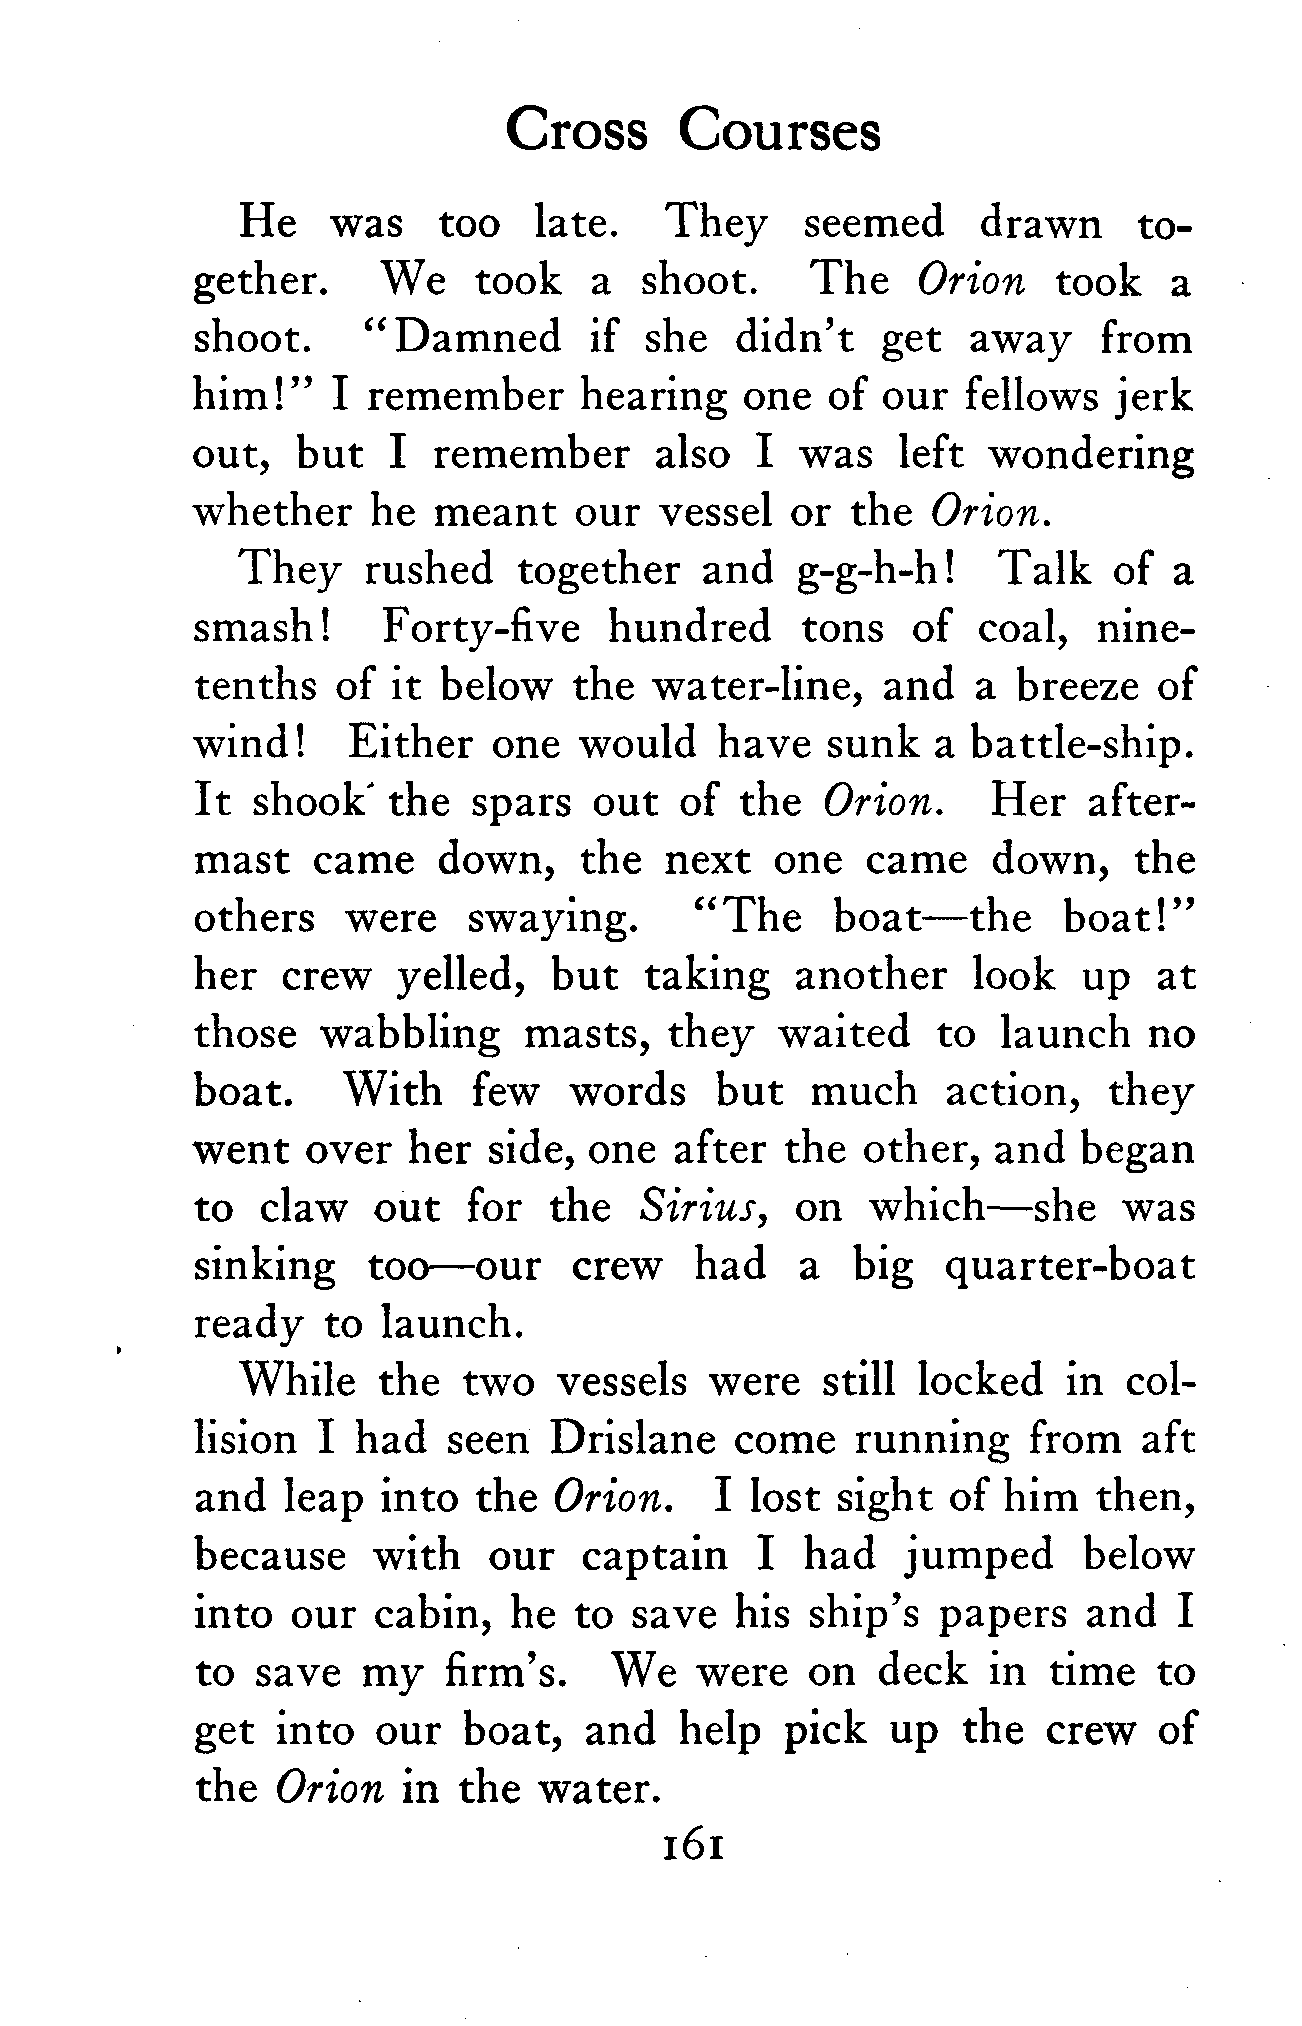 Cross Courses
He was too late. They seemed drawn to-
gether. We took a shoot. The Orion took a
shoot. "Damned if she didn't get away from
him!" I remember hearing one of our fellows jerk
out, but I remember also I was left wondering
whether he meant our vessel or the Orion.
They rushed together and g-g-h-h! Talk of a
smash! Forty-five hundred tons of coal, nine-
tenths of it below the water-line, and a breeze of
wind! Either one would have sunk a battle-ship.
It shook the spars out of the Orion. Her after-
mast came down, the next one came down, the
others were swaying. "The boat—the boat!"
her crew yelled, but taking another look up at
those wabbling masts, they waited to launch no
boat. With few words but much action, they
went over her side, one after the other, and began
to claw out for the Sirius, on which—she was
sinking too—our crew had a big quarter-boat
ready to launch.
While the two vessels were still locked in col-
lision I had seen Drislane come running from aft
and leap into the Orion. I lost sight of him then,
because with our captain I had jumped below
into our cabin, he to save his ship's papers and I
to save my firm's. We were on deck in time to
get into our boat, and help pick up the crew of
the Orion in the water.
161